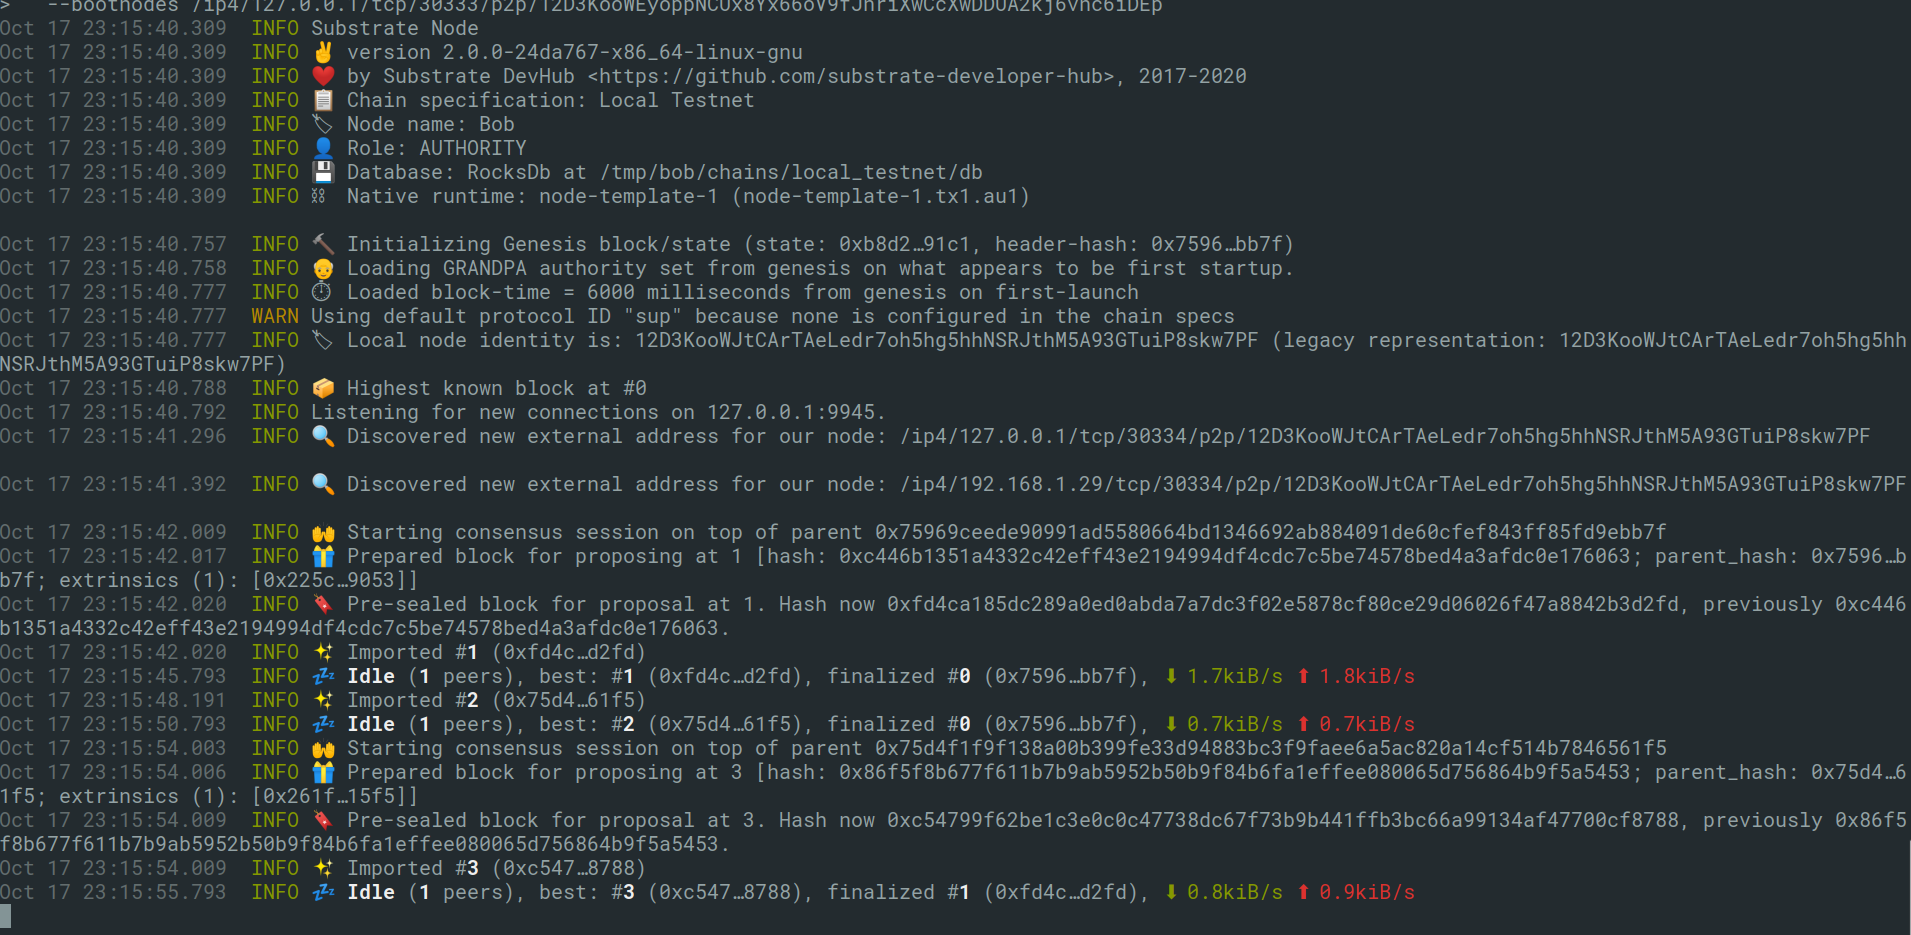 >   --bootnodes /ip4/127.0.0.1/tcp/30333/p2p/12D3KooWEyoppNCUx8Yx66oV9fJnriXwCcXwDDUA2kj6vnc6iDEp
Oct 17 23:15:40.309  INFO Substrate Node
Oct 17 23:15:40.309  INFO ✌️ version 2.0.0-24da767-x86_64-linux-gnu
Oct 17 23:15:40.309  INFO ❤️ by Substrate DevHub <https://github.com/substrate-developer-hub>, 2017-2020
Oct 17 23:15:40.309  INFO 📋 Chain specification: Local Testnet
Oct 17 23:15:40.309  INFO 🏷 Node name: Bob
Oct 17 23:15:40.309  INFO 👤 Role: AUTHORITY
Oct 17 23:15:40.309  INFO 💾 Database: RocksDb at /tmp/bob/chains/local_testnet/db
Oct 17 23:15:40.309  INFO ⛓ Native runtime: node-template-1 (node-template-1.tx1.au1)
Oct 17 23:15:40.757  INFO 🔨 Initializing Genesis block/state (state: 0xb8d2…91c1, header-hash: 0x7596…bb7f)
Oct 17 23:15:40.758  INFO 👴 Loading GRANDPA authority set from genesis on what appears to be first startup.
Oct 17 23:15:40.777  INFO ⏱ Loaded block-time = 6000 milliseconds from genesis on first-launch
Oct 17 23:15:40.777  WARN Using default protocol ID "sup" because none is configured in the chain specs
Oct 17 23:15:40.777  INFO 🏷 Local node identity is: 12D3KooWJtCArTAeLedr7oh5hg5hhNSRJthM5A93GTuiP8skw7PF (legacy representation: 12D3KooWJtCArTAeLedr7oh5hg5hh
NSRJthM5A93GTuiP8skw7PF)
Oct 17 23:15:40.788  INFO 📦 Highest known block at #0
Oct 17 23:15:40.792  INFO Listening for new connections on 127.0.0.1:9945.
Oct 17 23:15:41.296  INFO 🔍 Discovered new external address for our node: /ip4/127.0.0.1/tcp/30334/p2p/12D3KooWJtCArTAeLedr7oh5hg5hhNSRJthM5A93GTuiP8skw7PF
Oct 17 23:15:41.392  INFO 🔍 Discovered new external address for our node: /ip4/192.168.1.29/tcp/30334/p2p/12D3KooWJtCArTAeLedr7oh5hg5hhNSRJthM5A93GTuiP8skw7PF
Oct 17 23:15:42.009  INFO 🙌 Starting consensus session on top of parent 0x75969ceede90991ad5580664bd1346692ab884091de60cfef843ff85fd9ebb7f
Oct 17 23:15:42.017  INFO 🎁 Prepared block for proposing at 1 [hash: 0xc446b1351a4332c42eff43e2194994df4cdc7c5be74578bed4a3afdc0e176063; parent_hash: 0x7596…b
b7f; extrinsics (1): [0x225c…9053]]
Oct 17 23:15:42.020  INFO 🔖 Pre-sealed block for proposal at 1. Hash now 0xfd4ca185dc289a0ed0abda7a7dc3f02e5878cf80ce29d06026f47a8842b3d2fd, previously 0xc446
b1351a4332c42eff43e2194994df4cdc7c5be74578bed4a3afdc0e176063.
Oct 17 23:15:42.020  INFO ✨ Imported #1 (0xfd4c…d2fd)
Oct 17 23:15:45.793  INFO 💤 Idle (1 peers), best: #1 (0xfd4c…d2fd), finalized #0 (0x7596…bb7f), ⬇ 1.7kiB/s ⬆ 1.8kiB/s
Oct 17 23:15:48.191  INFO ✨ Imported #2 (0x75d4…61f5)
Oct 17 23:15:50.793  INFO 💤 Idle (1 peers), best: #2 (0x75d4…61f5), finalized #0 (0x7596…bb7f), ⬇ 0.7kiB/s ⬆ 0.7kiB/s
Oct 17 23:15:54.003  INFO 🙌 Starting consensus session on top of parent 0x75d4f1f9f138a00b399fe33d94883bc3f9faee6a5ac820a14cf514b7846561f5
Oct 17 23:15:54.006  INFO 🎁 Prepared block for proposing at 3 [hash: 0x86f5f8b677f611b7b9ab5952b50b9f84b6fa1effee080065d756864b9f5a5453; parent_hash: 0x75d4…6
1f5; extrinsics (1): [0x261f…15f5]]
Oct 17 23:15:54.009  INFO 🔖 Pre-sealed block for proposal at 3. Hash now 0xc54799f62be1c3e0c0c47738dc67f73b9b441ffb3bc66a99134af47700cf8788, previously 0x86f5
f8b677f611b7b9ab5952b50b9f84b6fa1effee080065d756864b9f5a5453.
Oct 17 23:15:54.009  INFO ✨ Imported #3 (0xc547…8788)
Oct 17 23:15:55.793  INFO 💤 Idle (1 peers), best: #3 (0xc547…8788), finalized #1 (0xfd4c…d2fd), ⬇ 0.8kiB/s ⬆ 0.9kiB/s